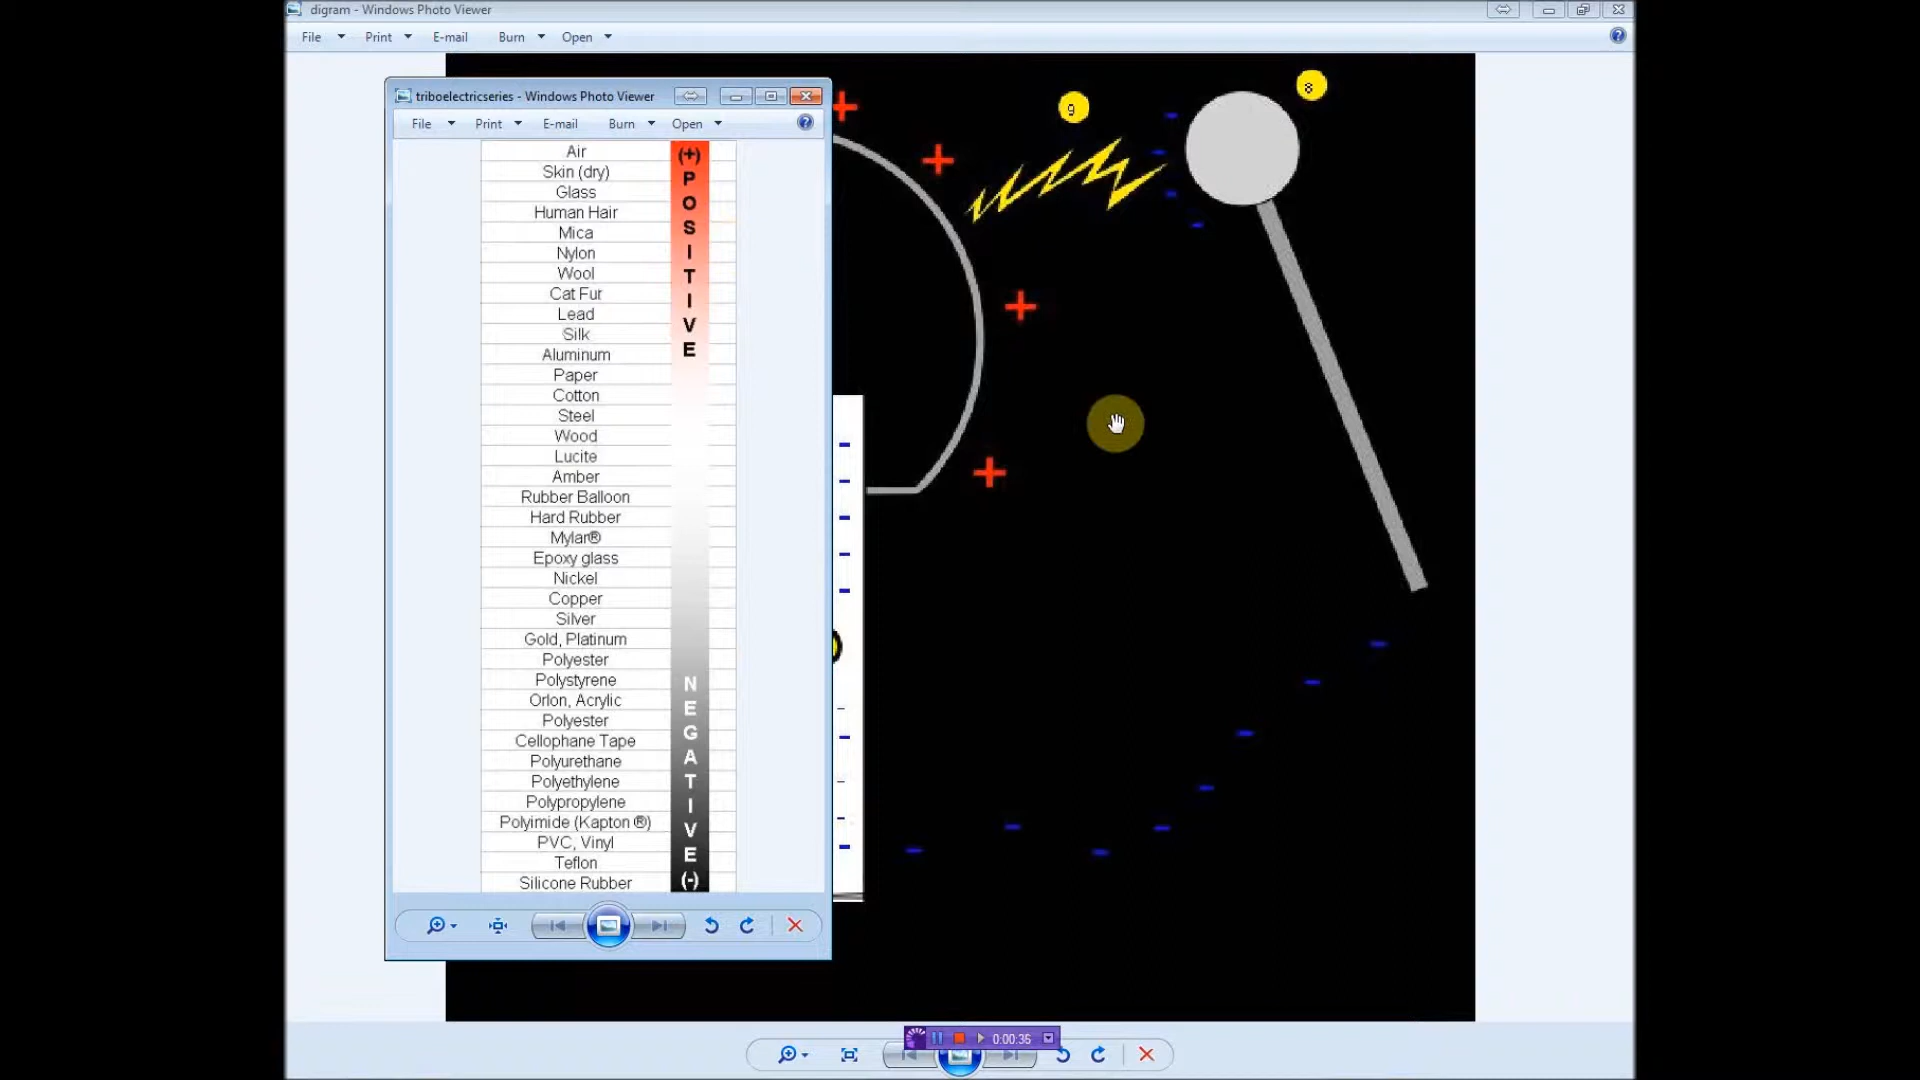 digram - Windows Photo Viewer
File Print E-mail Burn Open
9
8
triboelectricseries - Windows Photo Viewer
File Print E-mail Burn Open
Air
Skin (dry)
Glass
Human Hair
Mica
Nylon
Wool
Cat Fur
Lead
Silk
Aluminum
Paper
Cotton
Steel
Wood
Lucite
Amber
Rubber Balloon
Hard Rubber
Mylar®
Epoxy glass
Nickel
Copper
Silver
Gold, Platinum
Polyester
Polystyrene
Orlon, Acrylic
Polyester
Cellophane Tape
Polyurethane
Polyethylene
Polypropylene
Polyimide (Kapton ®)
PVC, Vinyl
Teflon
Silicone Rubber
(+) POSITIVE
NEGATIVE (-)
0:00:35